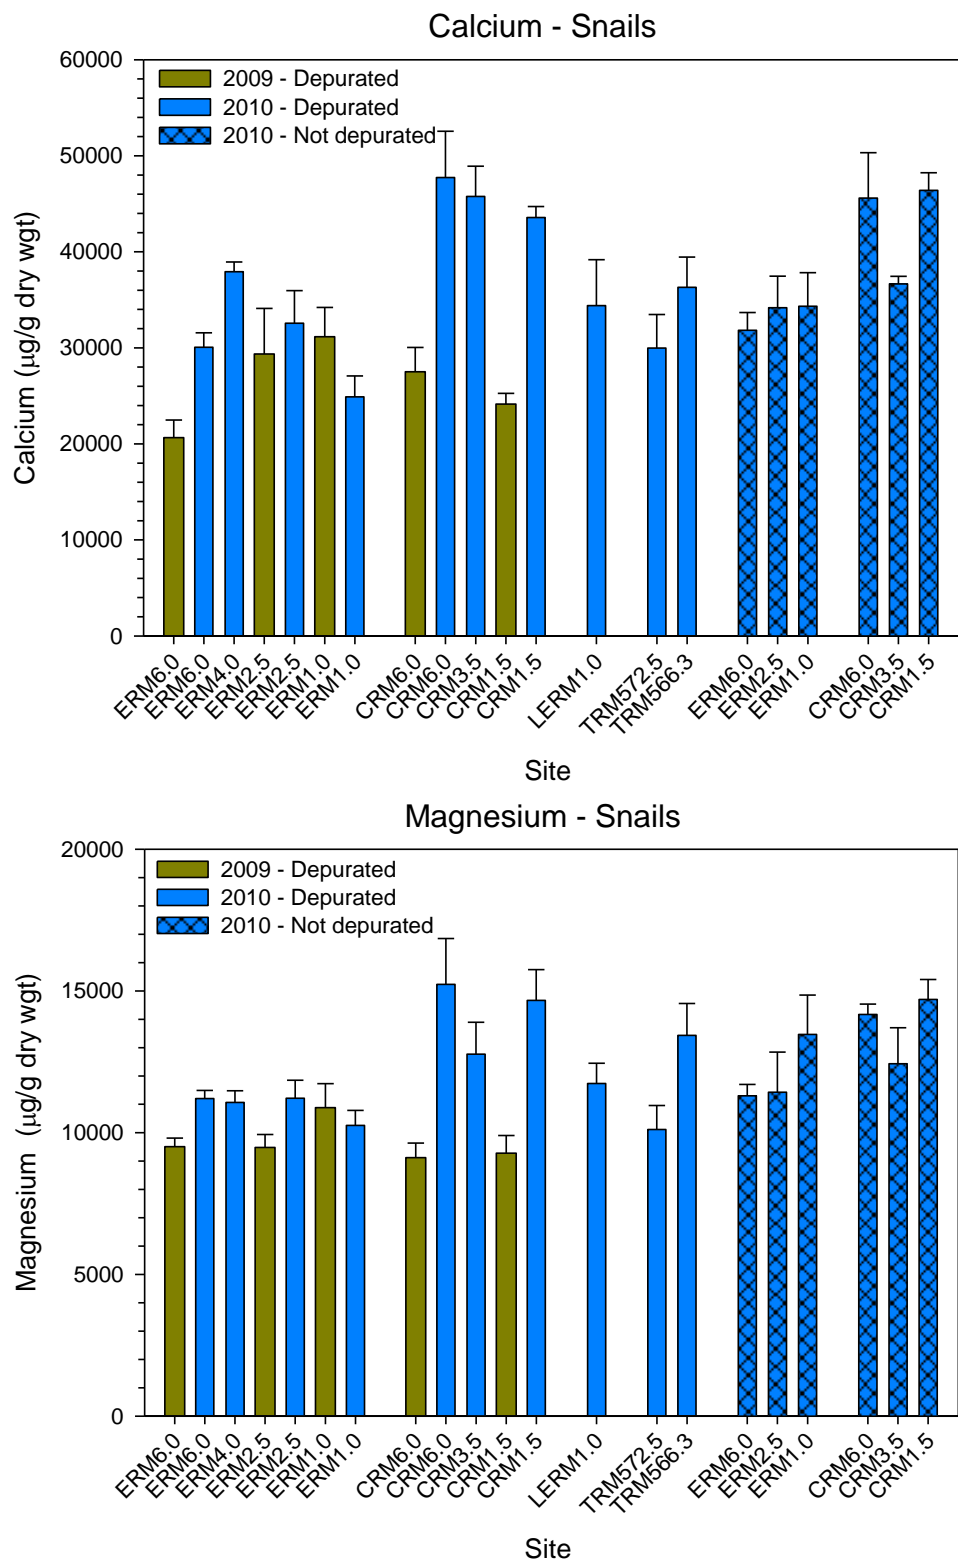 Calcium - Snails
60000
50000
40000
30000
20000
10000
0
Calcium (µg/g dry wgt)
2009 - Depurated
2010 - Depurated
2010 - Not depurated
ERM6.0
ERM6.0
ERM4.0
ERM2.5
ERM2.5
ERM1.0
ERM1.0
CRM6.0
CRM6.0
CRM3.5
CRM1.5
CRM1.5
LERM1.0
TRM572.5
TRM566.3
ERM6.0
ERM2.5
ERM1.0
CRM6.0
CRM3.5
CRM1.5
Site
Magnesium - Snails
20000
15000
10000
5000
0
Magnesium (µg/g dry wgt)
2009 - Depurated
2010 - Depurated
2010 - Not depurated
ERM6.0
ERM6.0
ERM4.0
ERM2.5
ERM2.5
ERM1.0
ERM1.0
CRM6.0
CRM6.0
CRM3.5
CRM1.5
CRM1.5
LERM1.0
TRM572.5
TRM566.3
ERM6.0
ERM2.5
ERM1.0
CRM6.0
CRM3.5
CRM1.5
Site